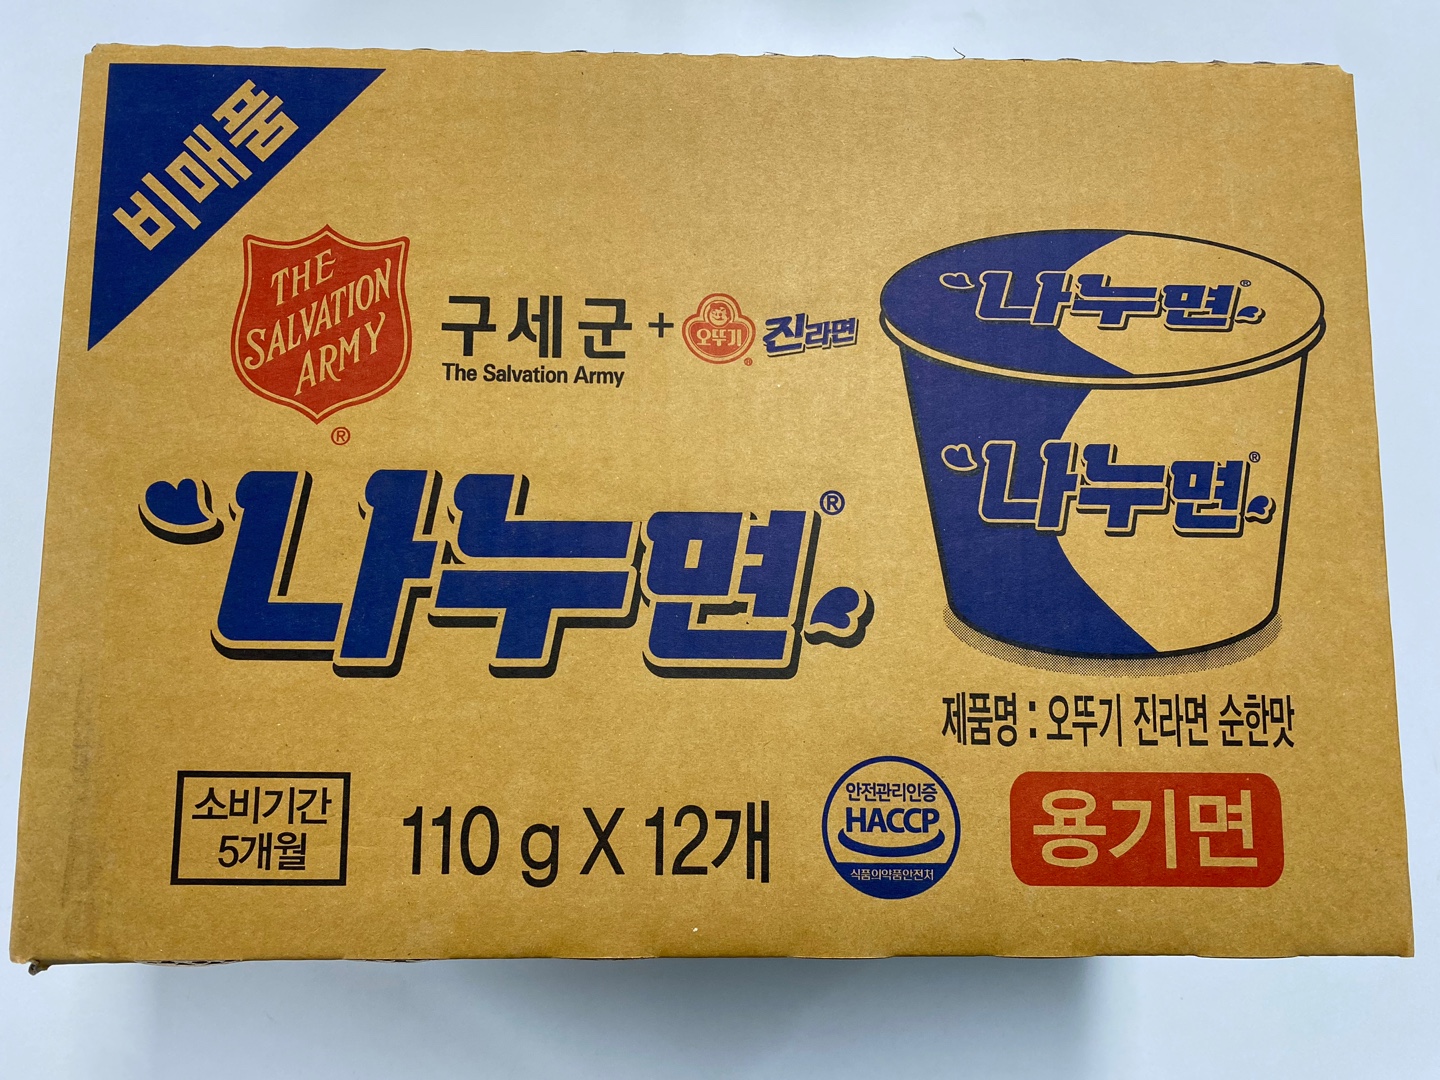 비매품
THE
SALVATION
ARMY
®
구세군 + 오뚜기® 진라면
The Salvation Army
나누면®
나누면®
나누면®
제품명 : 오뚜기 진라면 순한맛
소비기간
5개월
110 g X 12개
안전관리인증
HACCP
식품의약품안전처
용기면